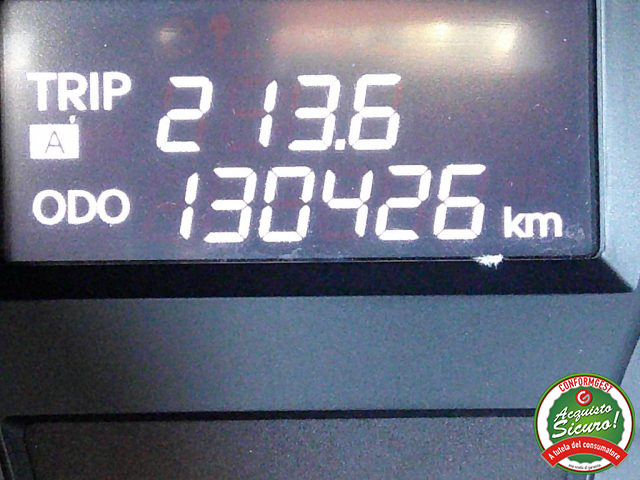 TRIP 213.6
A
ODO 130426 km
CONFORMGEST
Acquisto
Sicuro!
A tutela del consumatore